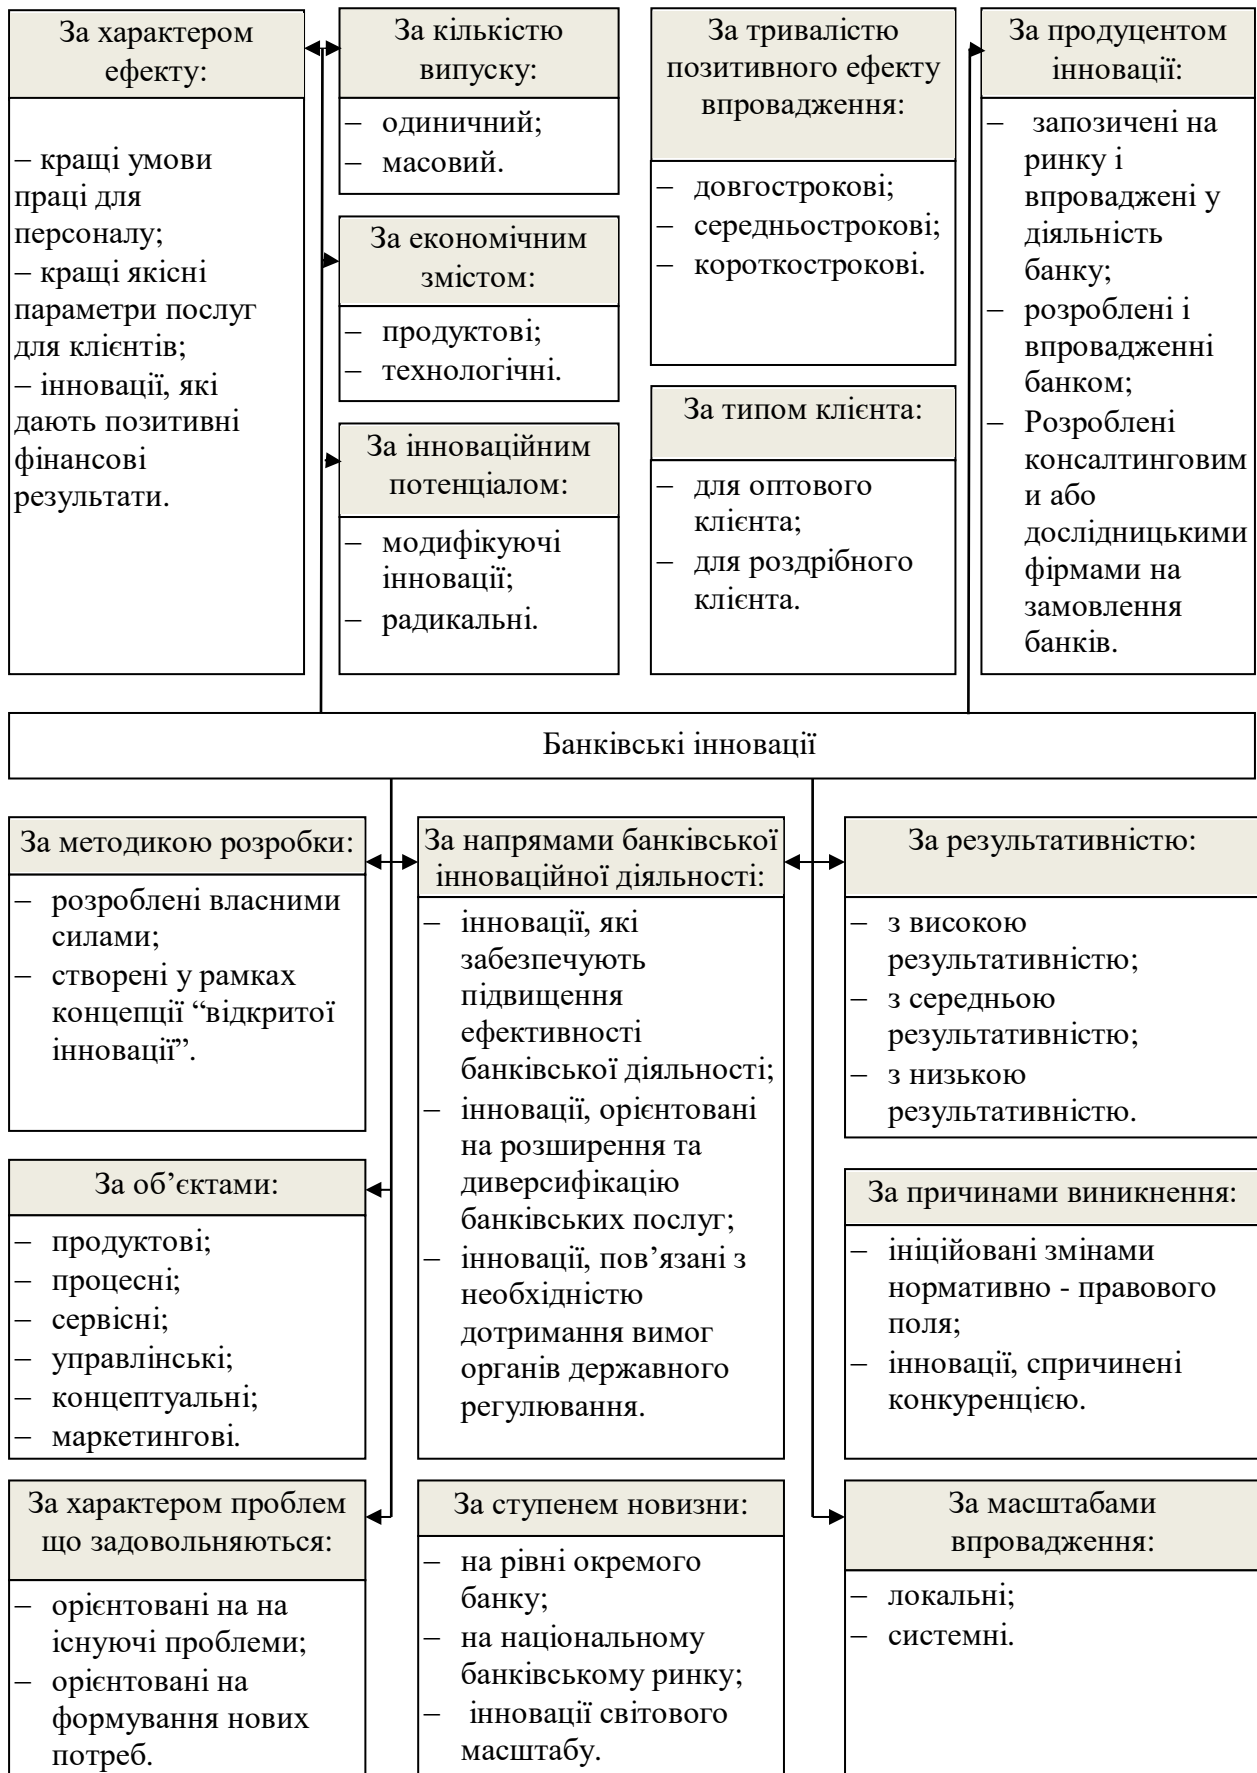 За характером
ефекту:
– кращі умови
праці для
персоналу;
– кращі якісні
параметри послуг
для клієнтів;
– інновації, які
дають позитивні
фінансові
результати.
За кількістю
випуску:
– одиничний;
– масовий.
За економічним
змістом:
– продуктові;
– технологічні.
За інноваційним
потенціалом:
– модифікуючі
інновації;
– радикальні.
За тривалістю
позитивного ефекту
впровадження:
– довгострокові;
– середньострокові;
– короткострокові.
За типом клієнта:
– для оптового
клієнта;
– для роздрібного
клієнта.
За продуцентом
інновації:
– запозичені на
ринку і
впроваджені у
діяльність
банку;
– розроблені і
впровадженні
банком;
– Розроблені
консалтинговим
и або
дослідницькими
фірмами на
замовлення
банків.
Банківські інновації
За методикою розробки:
– розроблені власними
силами;
– створені у рамках
концепції “відкритої
інновації”.
За об’єктами:
– продуктові;
– процесні;
– сервісні;
– управлінські;
– концептуальні;
– маркетингові.
За характером проблем
що задовольняються:
– орієнтовані на на
існуючі проблеми;
– орієнтовані на
формування нових
потреб.
За напрямами банківської
інноваційної діяльності:
– інновації, які
забезпечують
підвищення
ефективності
банківської діяльності;
– інновації, орієнтовані
на розширення та
диверсифікацію
банківських послуг;
– інновації, пов’язані з
необхідністю
дотримання вимог
органів державного
регулювання.
За ступенем новизни:
– на рівні окремого
банку;
– на національному
банківському ринку;
– інновації світового
масштабу.
За результативністю:
– з високою
результативністю;
– з середньою
результативністю;
– з низькою
результативністю.
За причинами виникнення:
– ініційовані змінами
нормативно - правового
поля;
– інновації, спричинені
конкуренцією.
За масштабами
впровадження:
– локальні;
– системні.